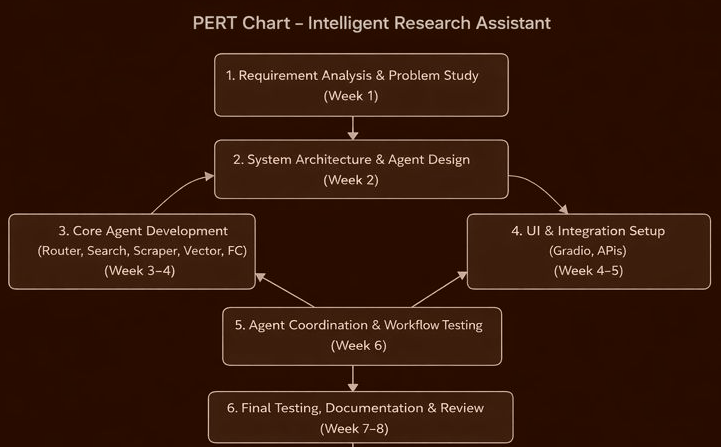 PERT Chart – Intelligent Research Assistant
1. Requirement Analysis & Problem Study
(Week 1)
2. System Architecture & Agent Design
(Week 2)
3. Core Agent Development
(Router, Search, Scraper, Vector, FC)
(Week 3–4)
4. UI & Integration Setup
(Gradio, APis)
(Week 4–5)
5. Agent Coordination & Workflow Testing
(Week 6)
6. Final Testing, Documentation & Review
(Week 7–8)